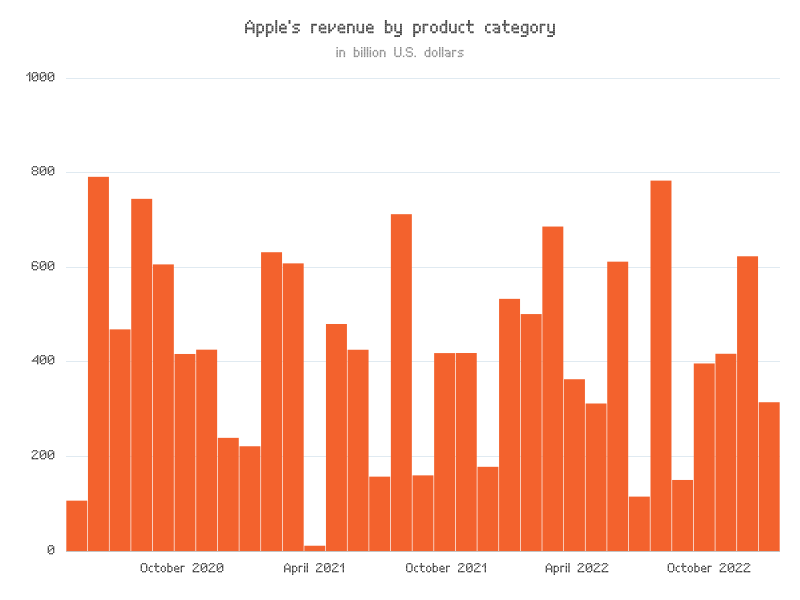 Apple's revenue by product category
in billion U.S. dollars
1000
800
600
400
200
0
October 2020 April 2021 October 2021 April 2022 October 2022